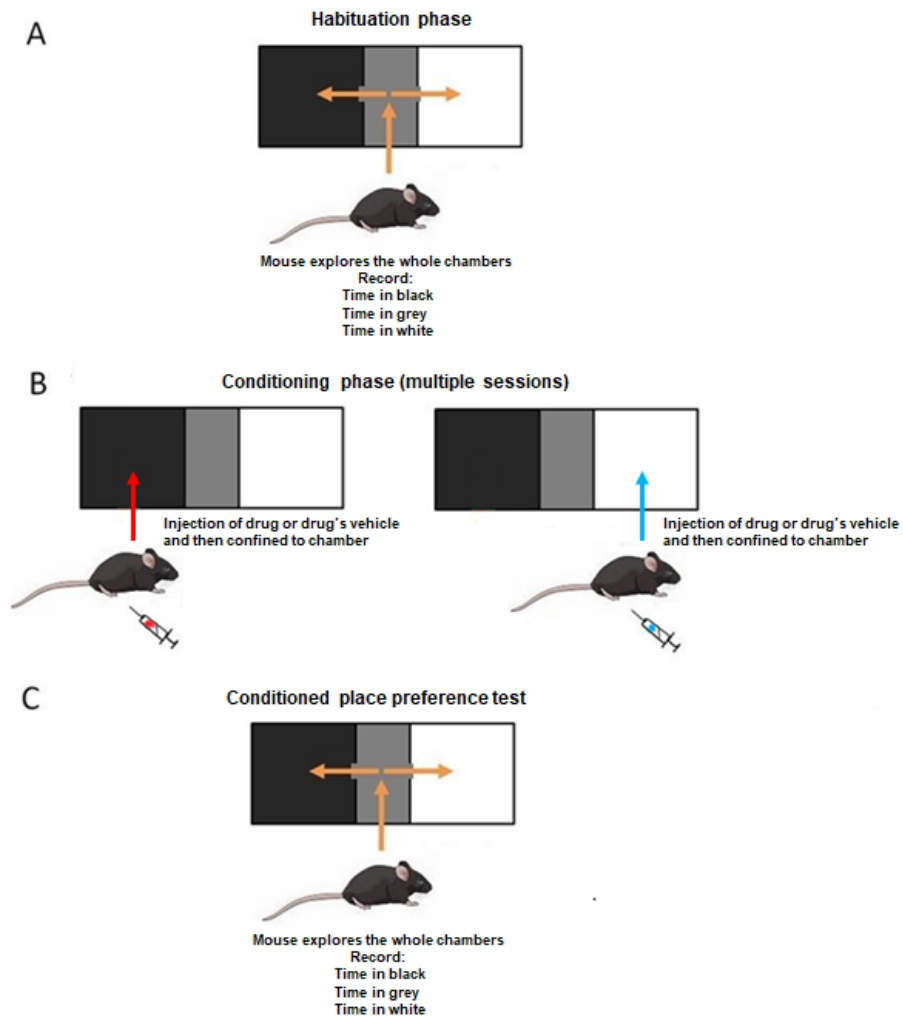 A
Habituation phase
Mouse explores the whole chambers
Record:
Time in black
Time in grey
Time in white
B
Conditioning phase (multiple sessions)
Injection of drug or drug's vehicle
and then confined to chamber
Injection of drug or drug's vehicle
and then confined to chamber
C
Conditioned place preference test
Mouse explores the whole chambers
Record:
Time in black
Time in grey
Time in white